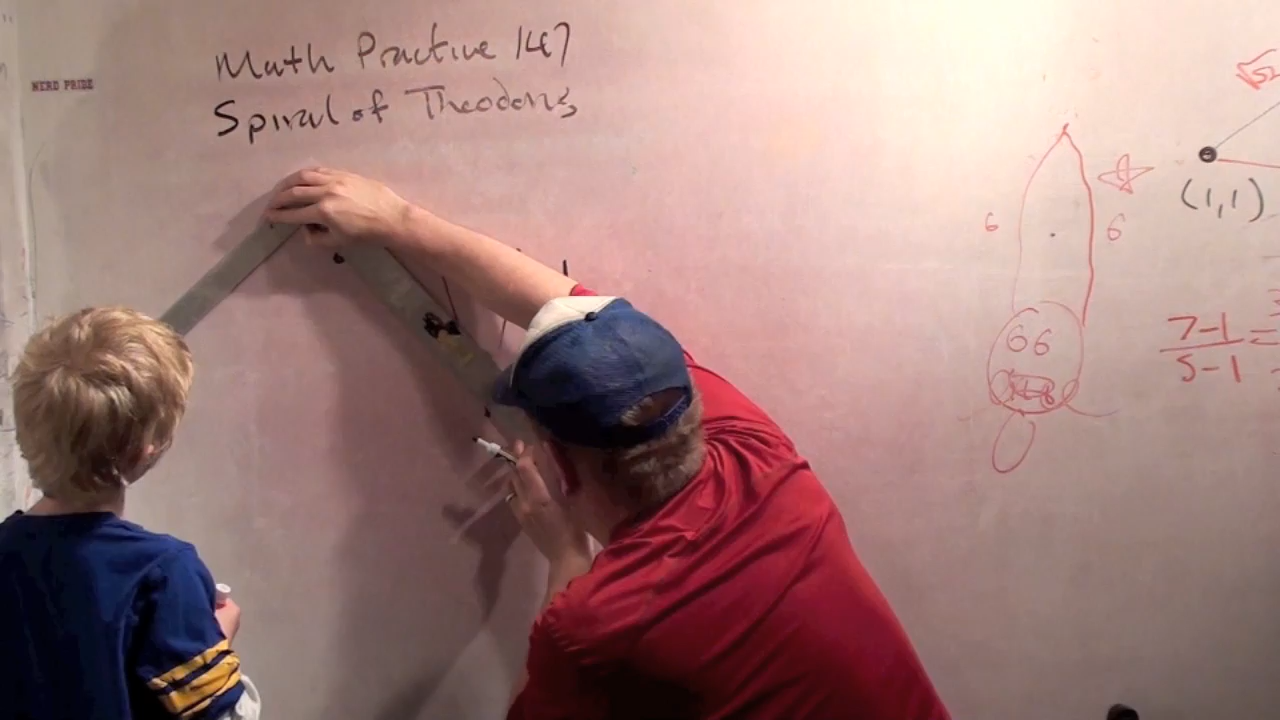 Math Practice 147
Spiral of Theodorus
NERD PRIDE
6
6
66
(1,1)
7-1
5-1
=